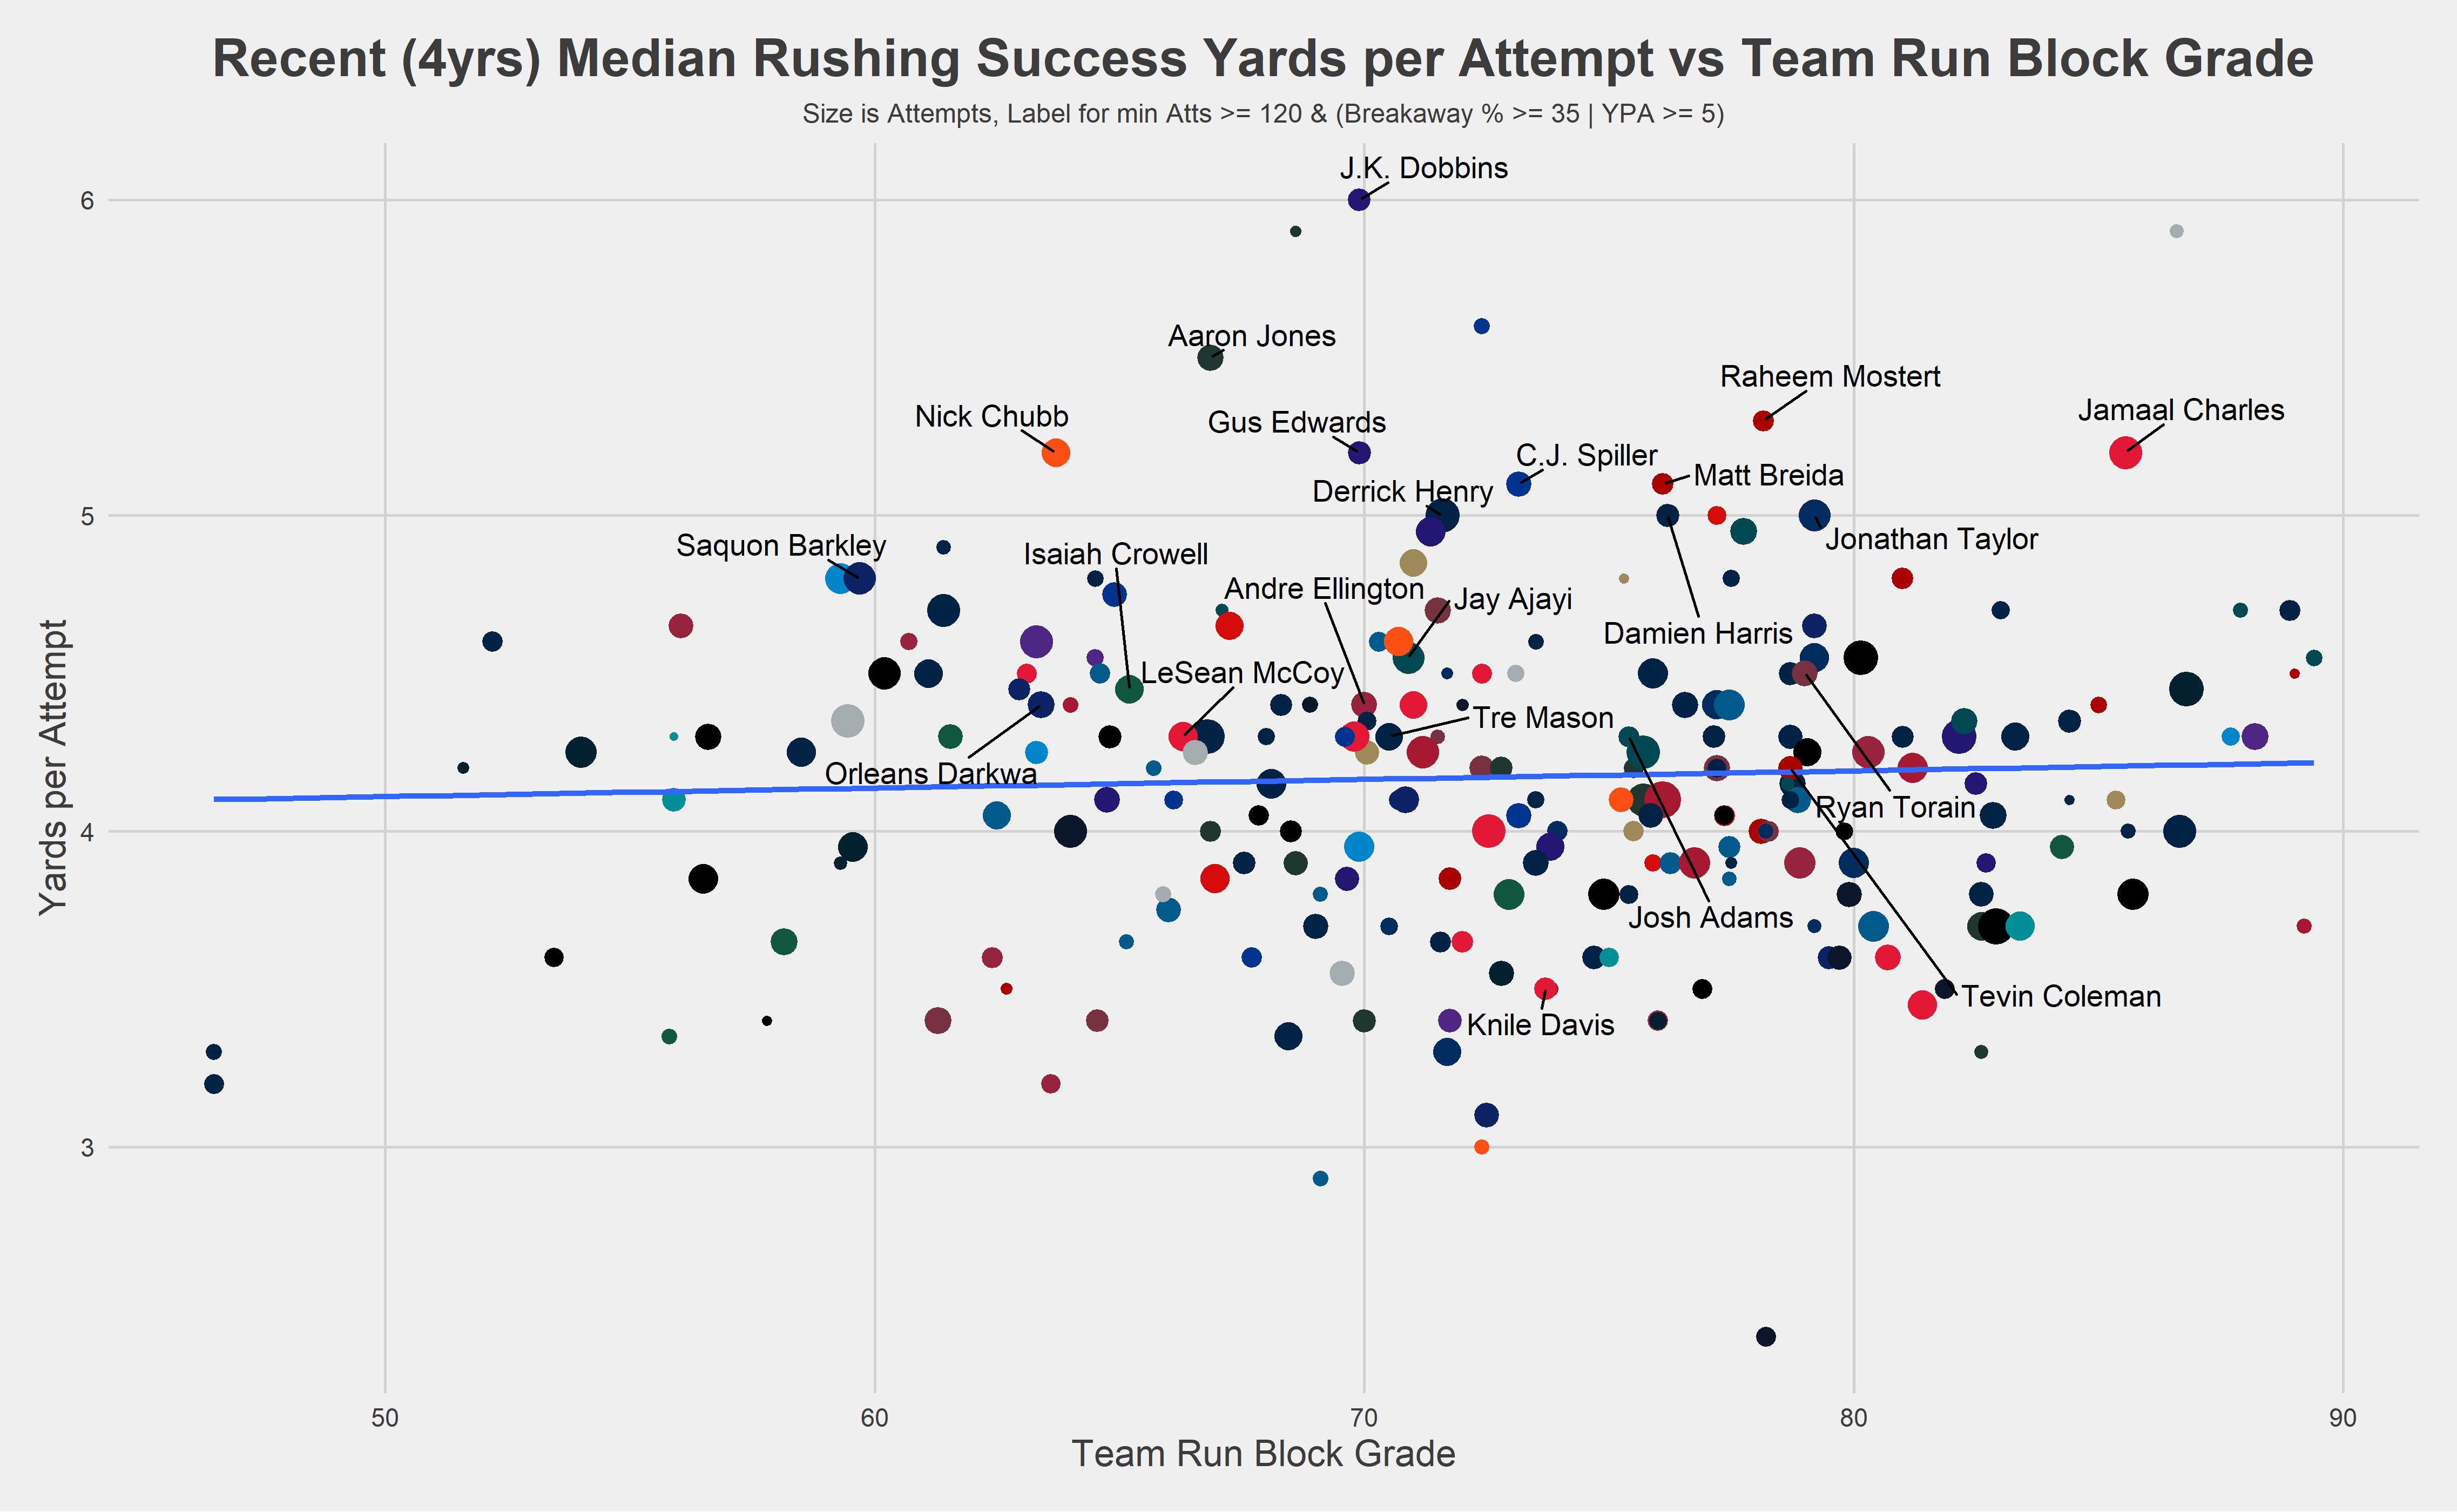 Recent (4yrs) Median Rushing Success Yards per Attempt vs Team Run Block Grade
Size is Attempts, Label for min Atts >= 120 & (Breakaway % >= 35 | YPA >= 5)
J.K. Dobbins
6
Aaron Jones
Raheem Mostert
Jamaal Charles
Nick Chubb
Gus Edwards
C.J. Spiller
Matt Breida
Derrick Henry
5
Jonathan Taylor
Saquon Barkley
Isaiah Crowell
Andre Ellington
Jay Ajayi
Damien Harris
LeSean McCoy
Tre Mason
Orleans Darkwa
Ryan Torain
4
Josh Adams
Tevin Coleman
Knile Davis
3
Yards per Attempt
50
60
70
80
90
Team Run Block Grade